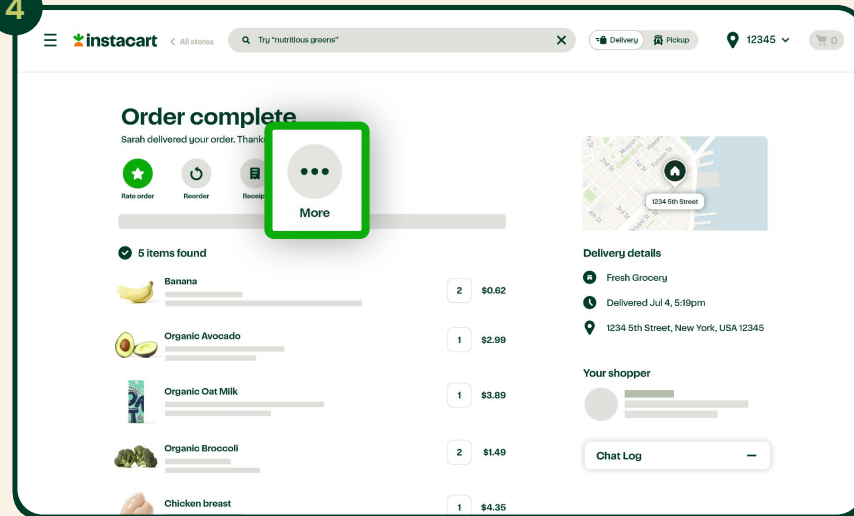 4
instacart
All stores
Try "nutritious greens"
Delivery
Pickup
12345
0
Order complete
Sarah delivered your order.
Rate order
Reorder
More
5 items found
Banana
2 $0.62
Organic Avocado
1 $2.99
Organic Oat Milk
1 $3.89
Organic Broccoli
2 $1.49
Chicken breast
1 $4.35
1234 5th Street
Delivery details
Fresh Grocery
Delivered Jul 4, 5:19pm
1234 5th Street, New York, USA 12345
Your shopper
Chat Log